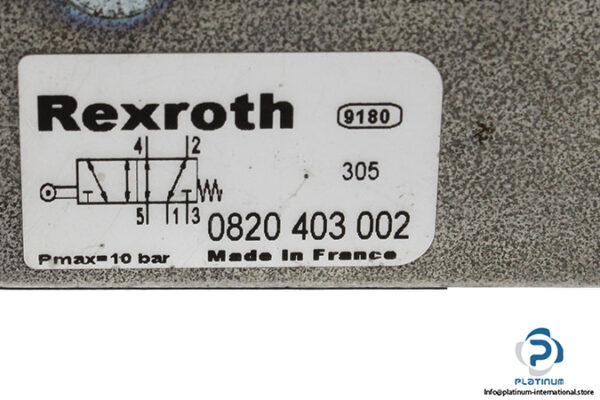 Rexroth
9180
4 2
305
5 1 3
0820 403 002
Pmax=10 bar
Made In France
PLATINUM
Info@platinum-international.store